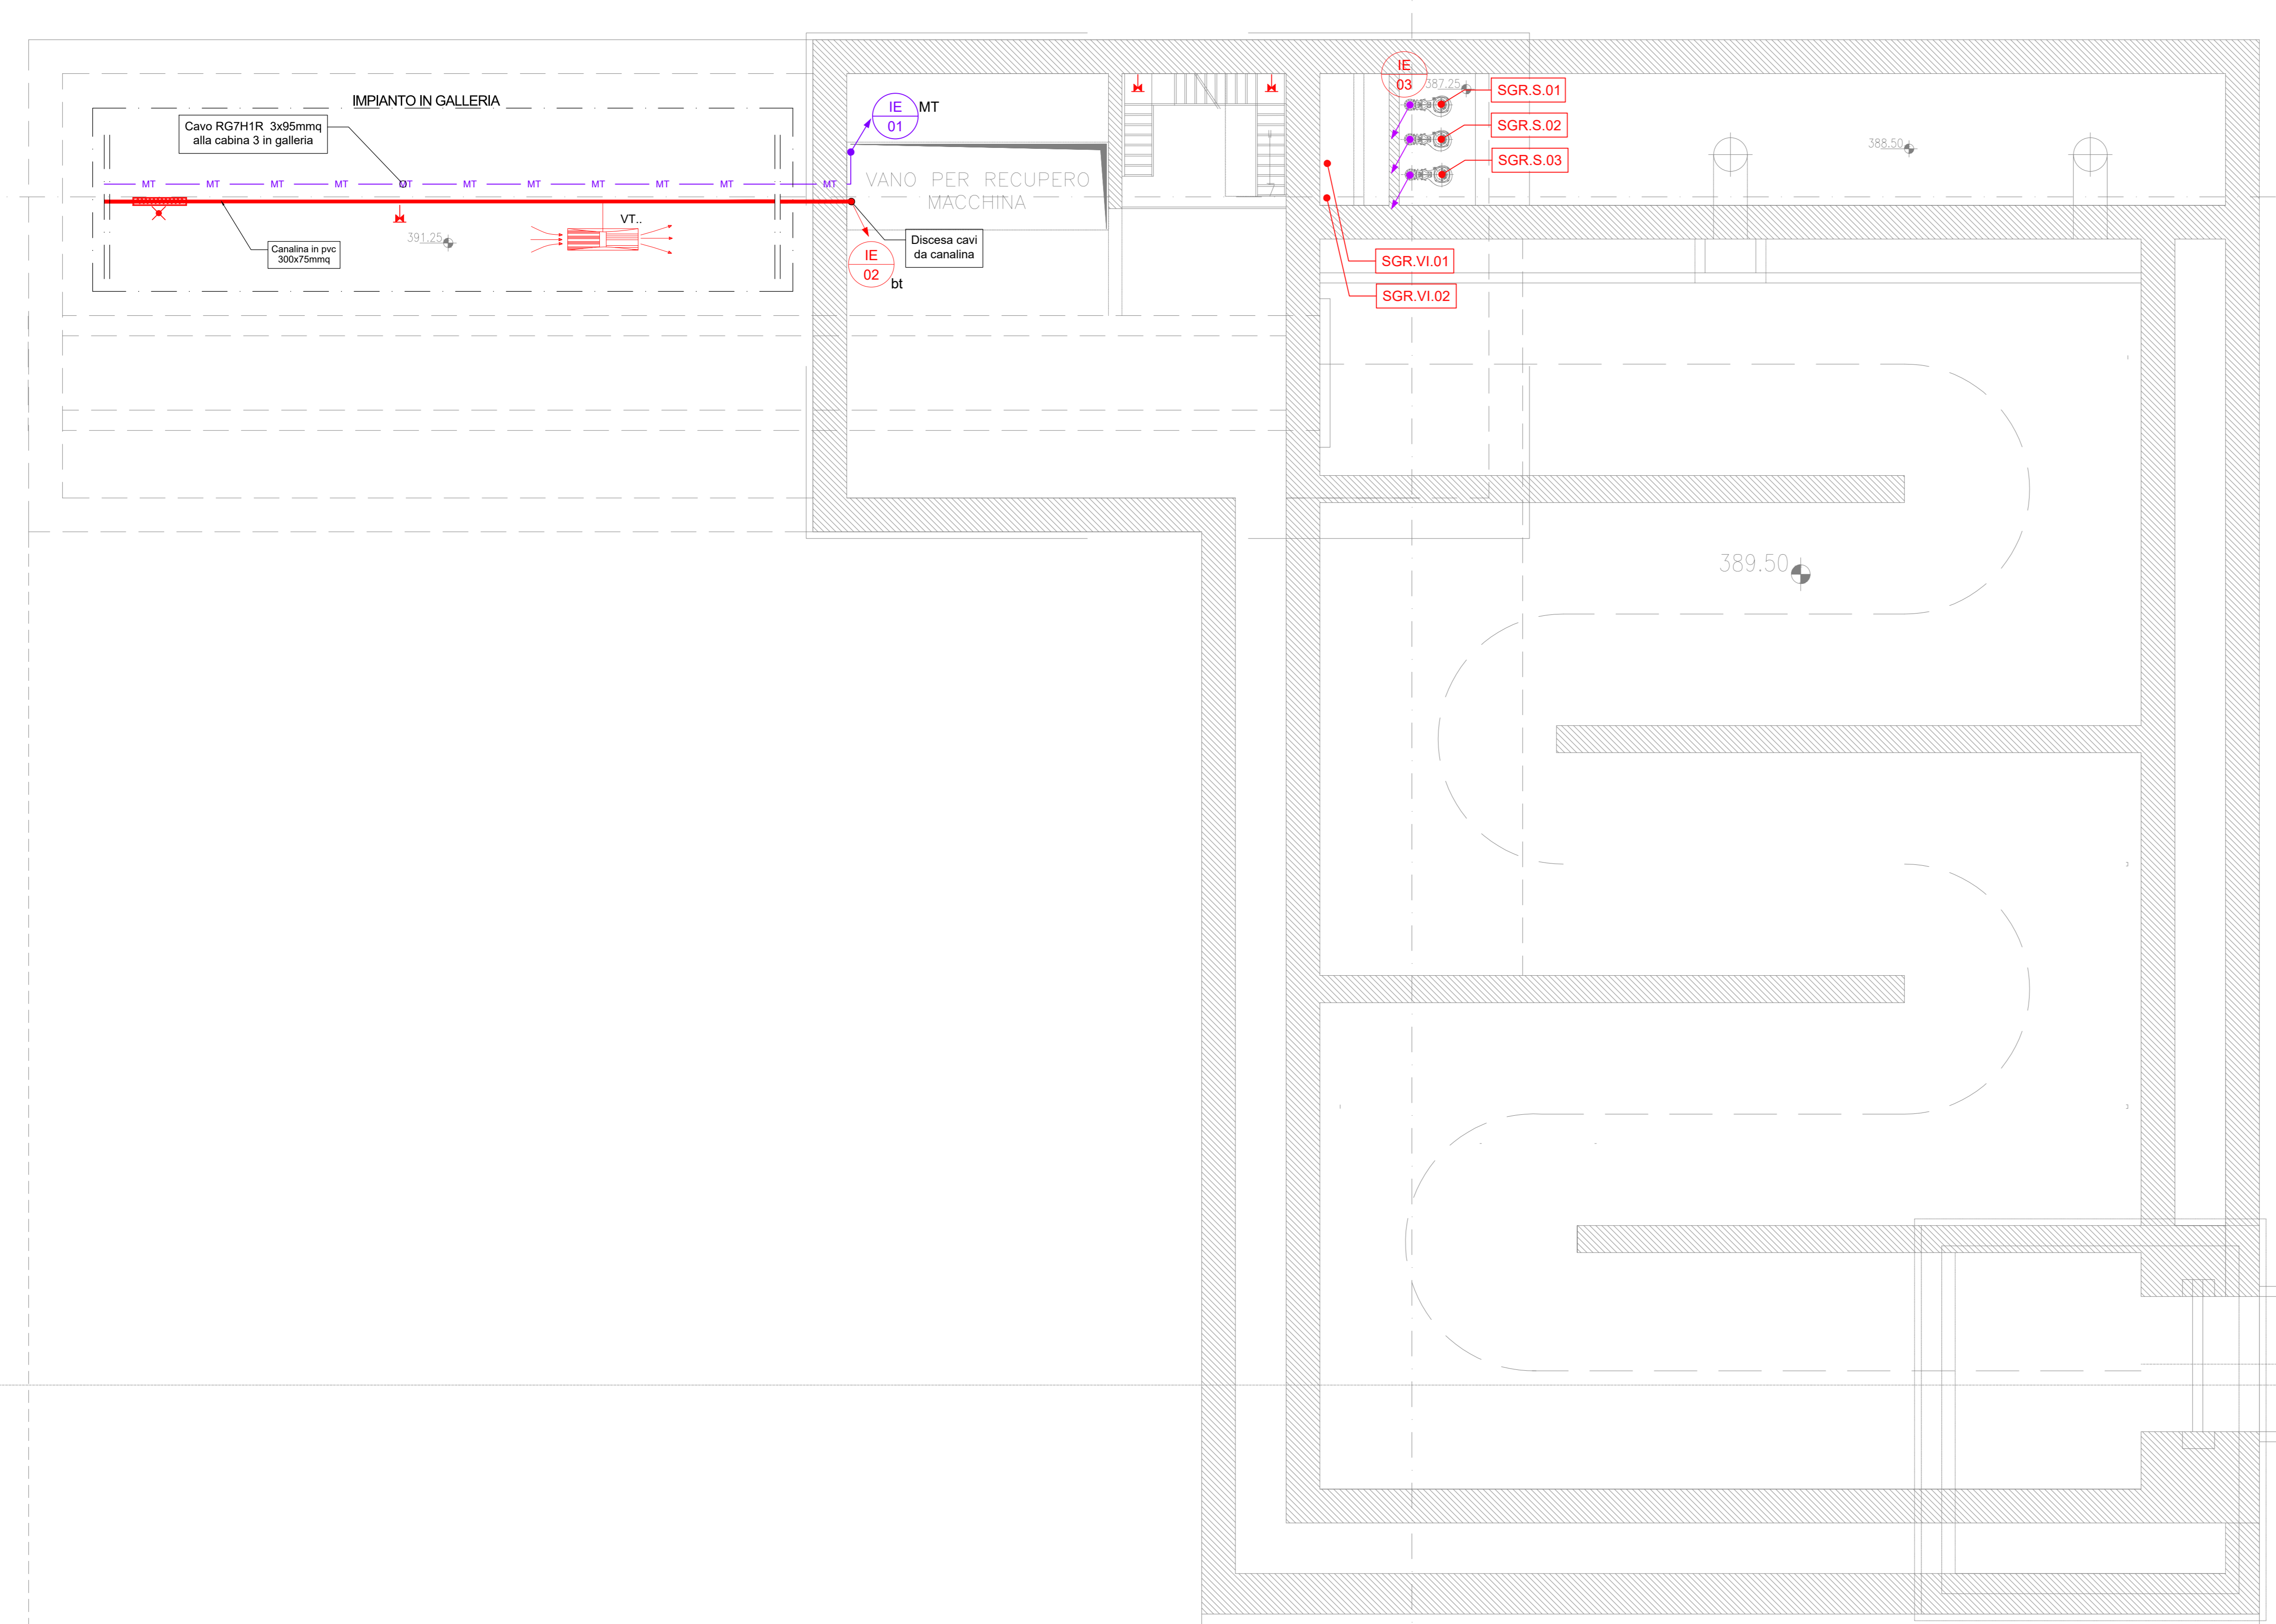 IMPIANTO IN GALLERIA
Cavo RG7H1R 3x95mmq
alla cabina 3 in galleria
MT MT MT MT MT MT MT MT MT MT MT
Canalina in pvc
300x75mmq
391.25
VT..
IE
01
MT
VANO PER RECUPERO
MACCHINA
IE
02
bt
Discesa cavi
da canalina
IE
03
387.25
SGR.S.01
SGR.S.02
SGR.S.03
388.50
SGR.VI.01
SGR.VI.02
389.50